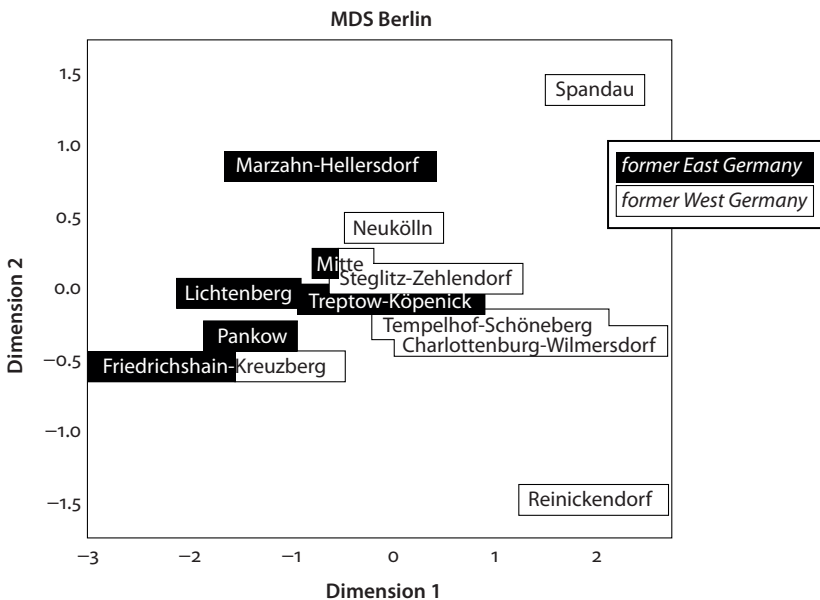 MDS Berlin
1.5
1.0
0.5
0.0
−0.5
−1.0
−1.5
Dimension 2
Spandau
Marzahn-Hellersdorf
former East Germany
former West Germany
Neukölln
Mitte
Steglitz-Zehlendorf
Lichtenberg
Treptow-Köpenick
Tempelhof-Schöneberg
Pankow
Charlottenburg-Wilmersdorf
Friedrichshain-Kreuzberg
Reinickendorf
−3 −2 −1 0 1 2
Dimension 1